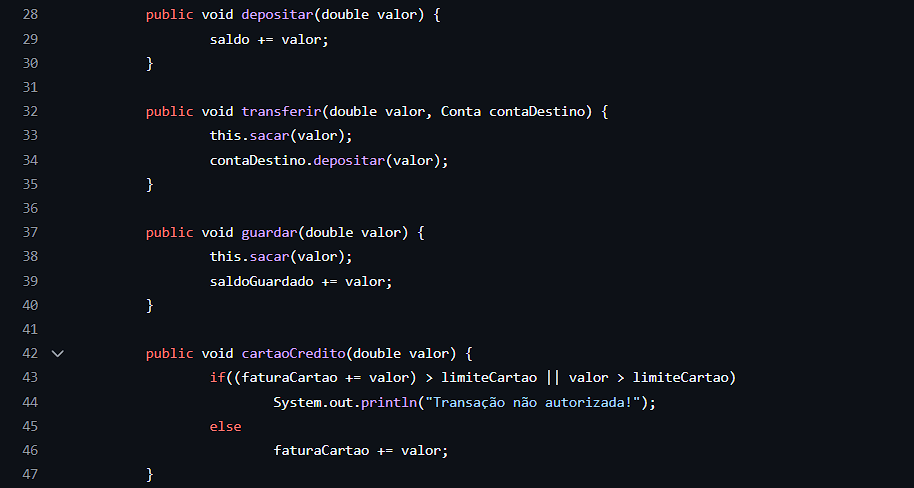 28 public void depositar(double valor) {
29 saldo += valor;
30 }
31
32 public void transferir(double valor, Conta contaDestino) {
33 this.sacar(valor);
34 contaDestino.depositar(valor);
35 }
36
37 public void guardar(double valor) {
38 this.sacar(valor);
39 saldoGuardado += valor;
40 }
41
42 public void cartaoCredito(double valor) {
43 if((faturaCartao += valor) > limiteCartao || valor > limiteCartao)
44 System.out.println("Transação não autorizada!");
45 else
46 faturaCartao += valor;
47 }